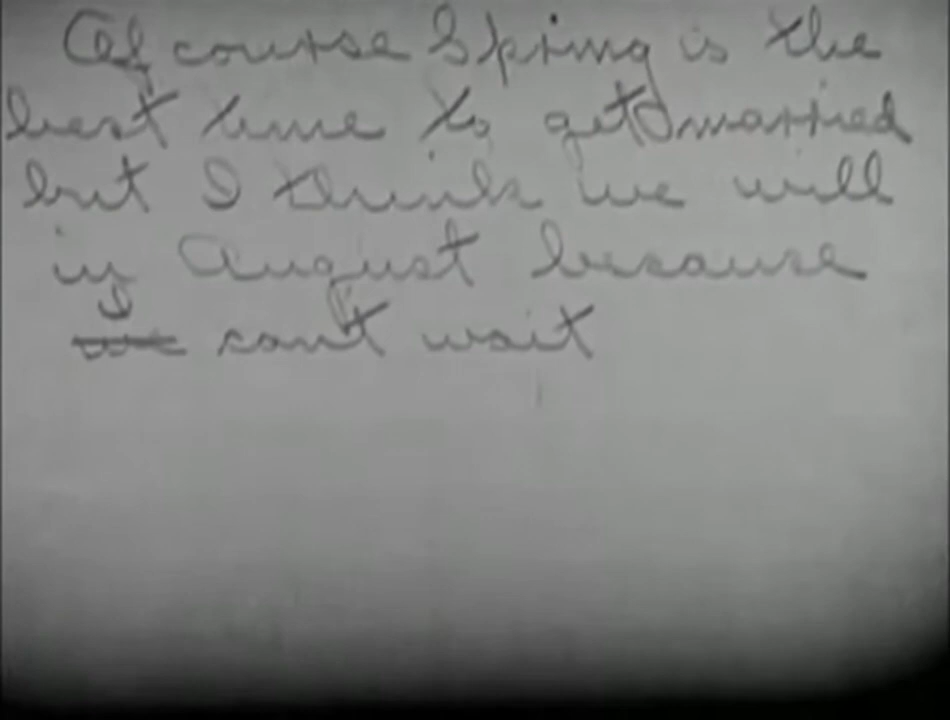 Of course Spring is the
best time to get married
but I think we will
in August because
I
we can't wait